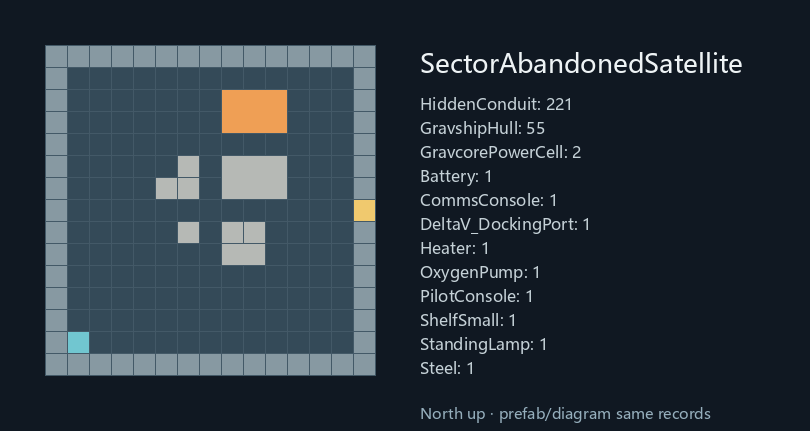 SectorAbandonedSatellite
HiddenConduit: 221
GravshipHull: 55
GravcorePowerCell: 2
Battery: 1
CommsConsole: 1
DeltaV_DockingPort: 1
Heater: 1
OxygenPump: 1
PilotConsole: 1
ShelfSmall: 1
StandingLamp: 1
Steel: 1
North up · prefab/diagram same records